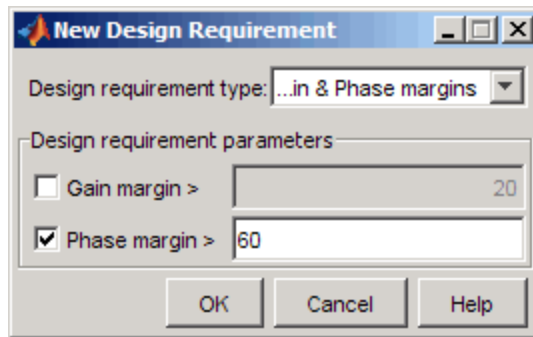 New Design Requirement
Design requirement type: ...in & Phase margins
Design requirement parameters
Gain margin > 20
Phase margin > 60
OK Cancel Help